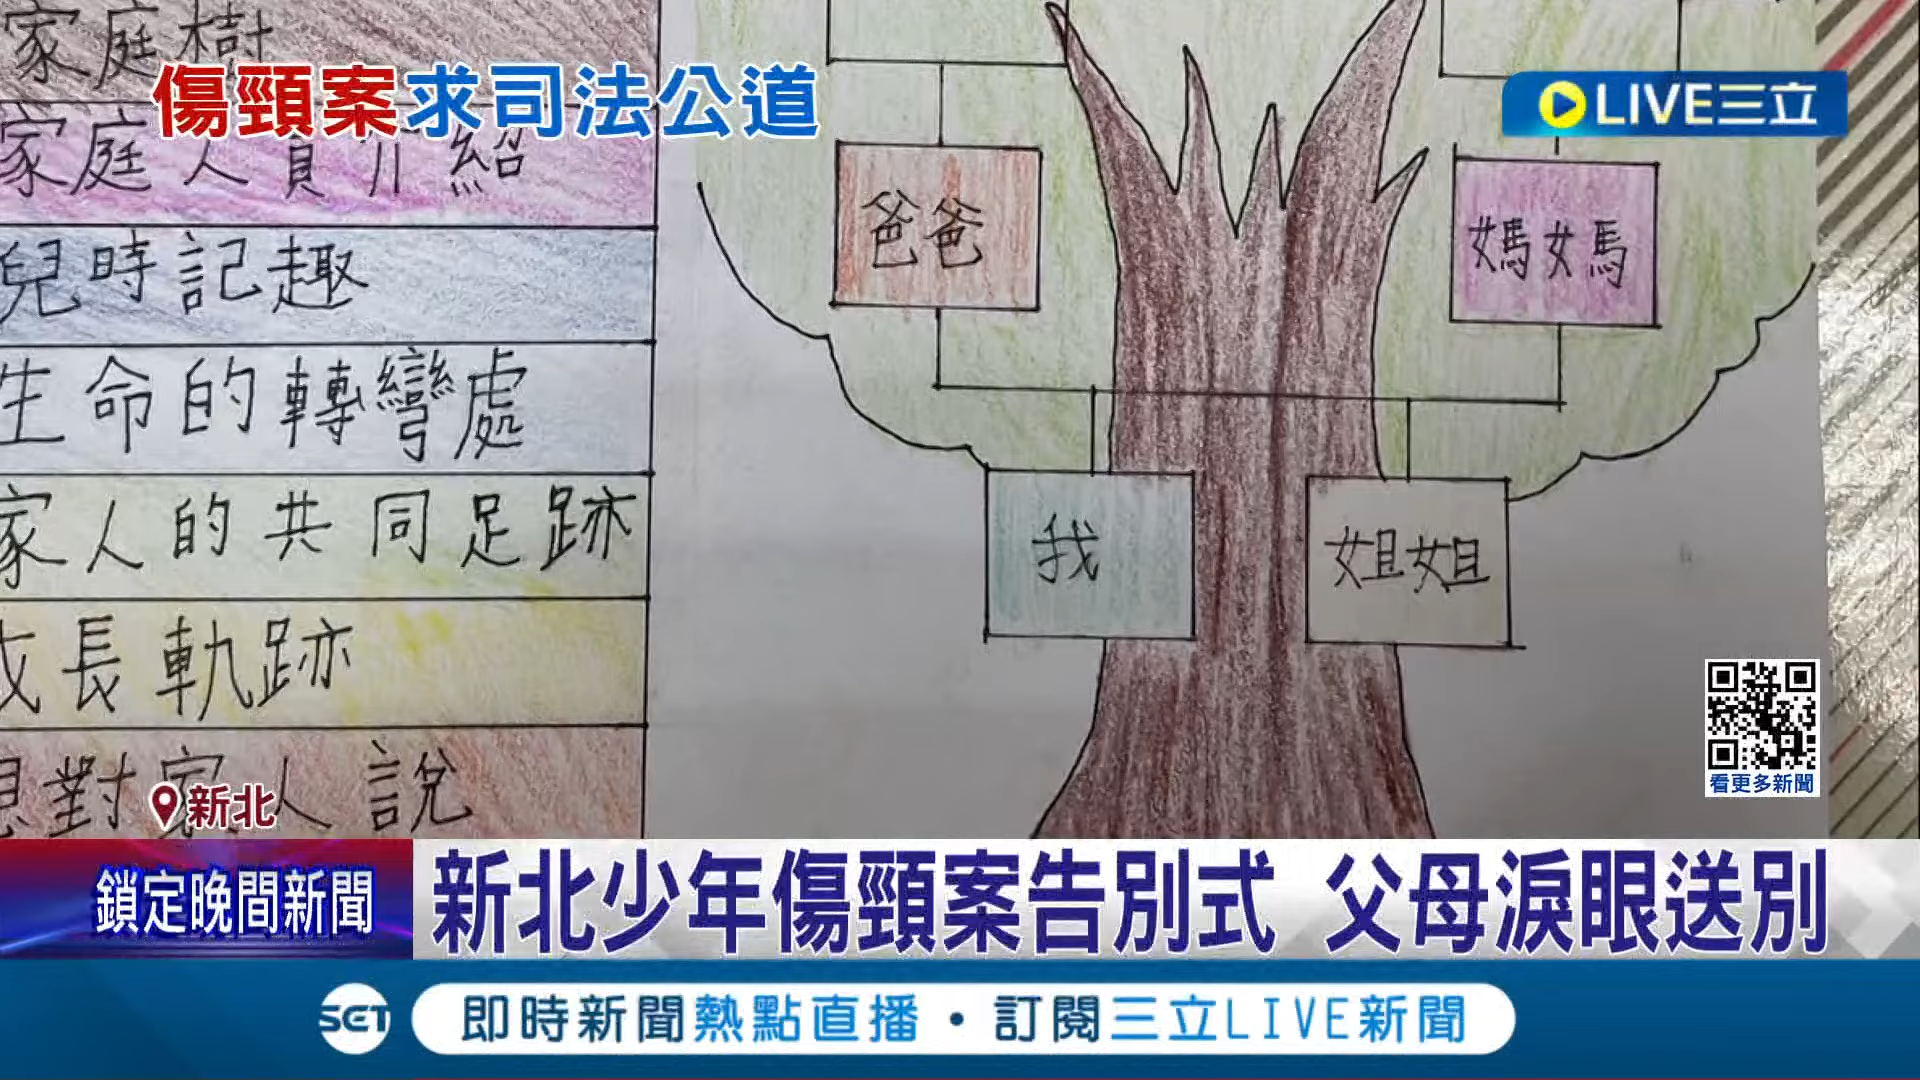 家庭樹
傷頸案求司法公道
LIVE三立
家庭人員介紹
兒時記趣
生命的轉彎處
家人的共同足跡
成長軌跡
想對家人說
爸爸
媽媽
我
姐姐
看更多新聞
新北
鎖定晚間新聞
新北少年傷頸案告別式 父母淚眼送別
SET
即時新聞熱點直播・訂閱三立LIVE新聞